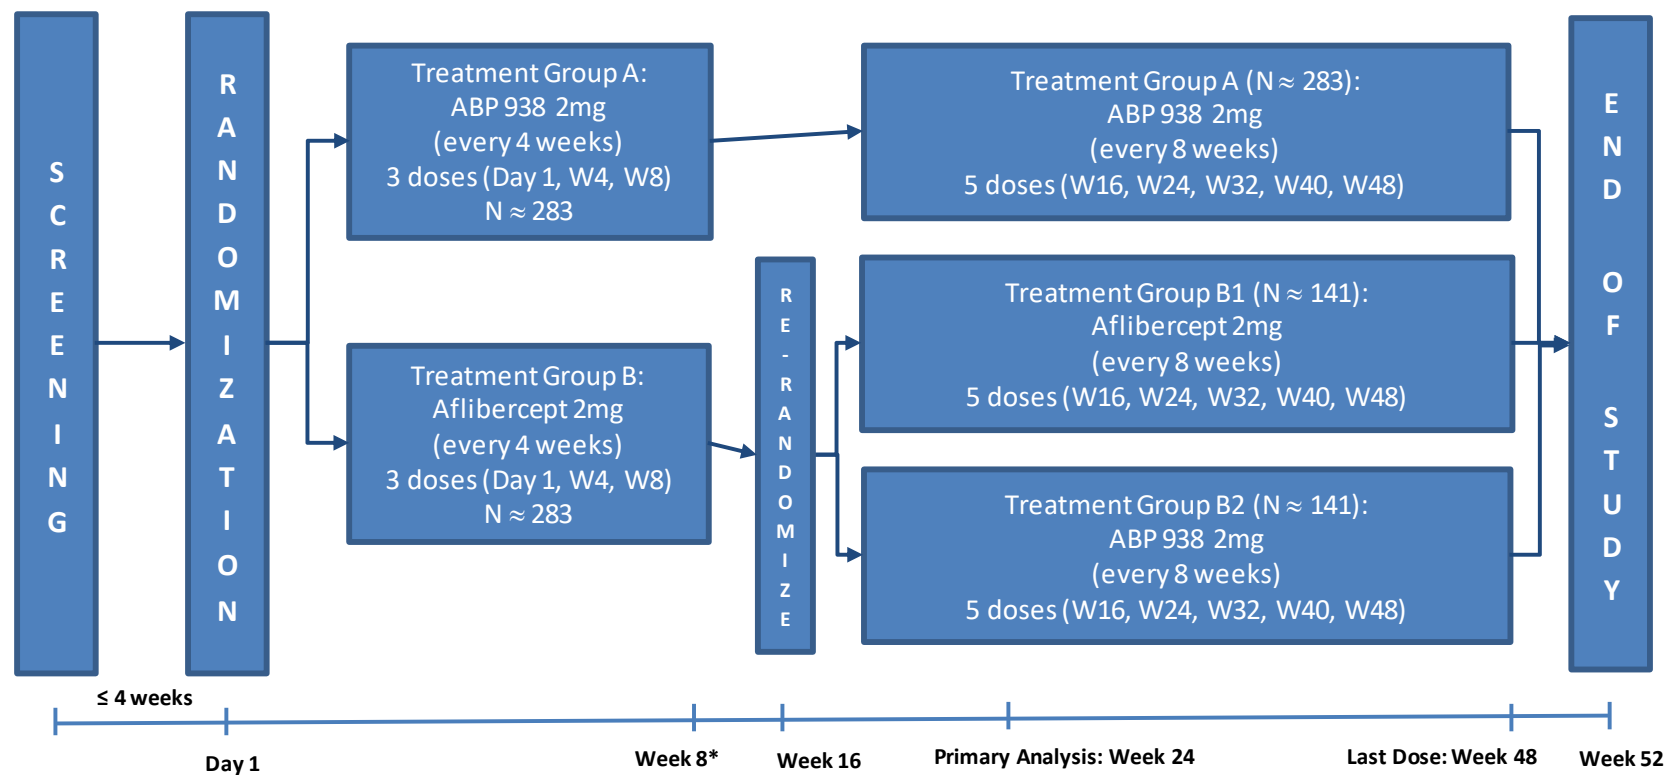 SCREENING
RANDOMIZATION
Treatment Group A:
ABP 938 2mg
(every 4 weeks)
3 doses (Day 1, W4, W8)
N ≈ 283
Treatment Group B:
Aflibercept 2mg
(every 4 weeks)
3 doses (Day 1, W4, W8)
N ≈ 283
RE-RANDOMIZE
Treatment Group A (N ≈ 283):
ABP 938 2mg
(every 8 weeks)
5 doses (W16, W24, W32, W40, W48)
Treatment Group B1 (N ≈ 141):
Aflibercept 2mg
(every 8 weeks)
5 doses (W16, W24, W32, W40, W48)
Treatment Group B2 (N ≈ 141):
ABP 938 2mg
(every 8 weeks)
5 doses (W16, W24, W32, W40, W48)
END OF STUDY
≤ 4 weeks
Day 1
Week 8*
Week 16
Primary Analysis: Week 24
Last Dose: Week 48
Week 52